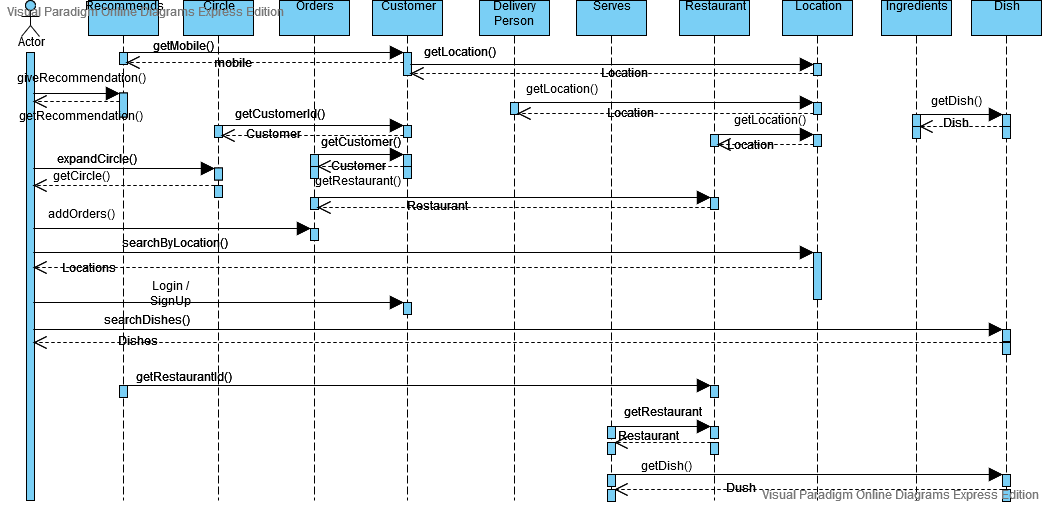 Visual Paradigm Online Diagrams Express Edition
Recommends
Circle
Orders
Customer
Delivery
Person
Serves
Restaurant
Location
Ingredients
Dish
Actor
getMobile()
mobile
getLocation()
Location
giveRecommendation()
getRecommendation()
getLocation()
Location
getDish()
Dish
getCustomerId()
Customer
getLocation()
Location
getCustomer()
Customer
expandCircle()
getCircle()
getRestaurant()
Restaurant
addOrders()
searchByLocation()
Locations
Login /
SignUp
searchDishes()
Dishes
getRestaurantId()
getRestaurant
Restaurant
getDish()
Dush
Visual Paradigm Online Diagrams Express Edition